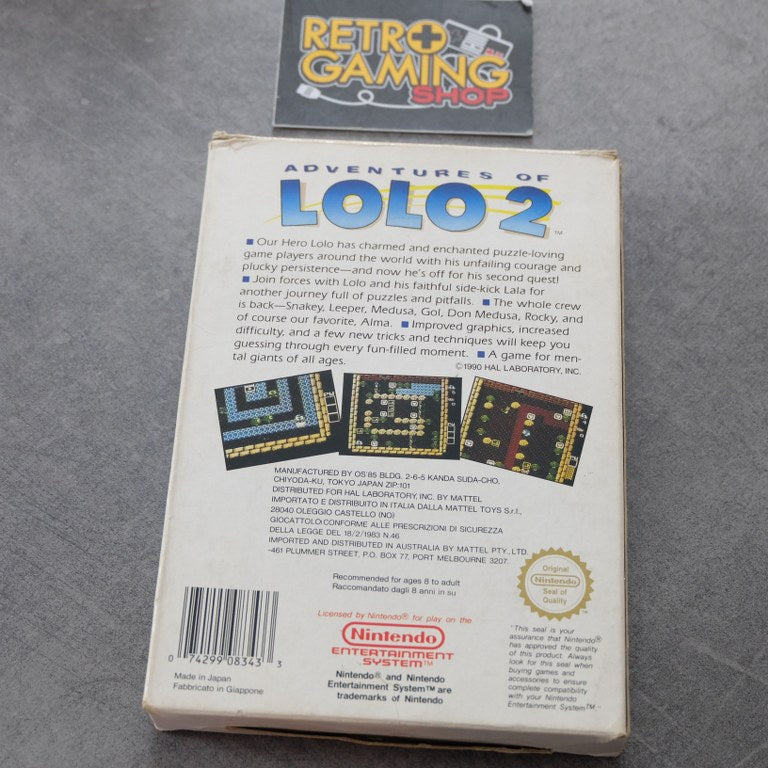 RETRO
GAMING
SHOP
ADVENTURES OF
LOLO 2
TM
■ Our Hero Lolo has charmed and enchanted puzzle-loving
game players around the world with his unfailing courage and
plucky persistence—and now he's off for his second quest!
■ Join forces with Lolo and his faithful side-kick Lala for
another journey full of puzzles and pitfalls. ■ The whole crew
is back—Snakey, Leeper, Medusa, Gol, Don Medusa, Rocky, and
of course our favorite, Alma. ■ Improved graphics, increased
difficulty, and a few new tricks and techniques will keep you
guessing through every fun-filled moment. ■ A game for men-
tal giants of all ages.
©1990 HAL LABORATORY, INC.
MANUFACTURED BY OS'85 BLDG. 2-6-5 KANDA SUDA-CHO,
CHIYODA-KU, TOKYO JAPAN ZIP:101
DISTRIBUTED FOR HAL LABORATORY, INC. BY MATTEL
IMPORTATO E DISTRIBUITO IN ITALIA DALLA MATTEL TOYS S.r.l.,
28040 OLEGGIO CASTELLO (NO)
GIOCATTOLO:CONFORME ALLE PRESCRIZIONI DI SICUREZZA
DELLA LEGGE DEL 18/2/1983 N.46
IMPORTED AND DISTRIBUTED IN AUSTRALIA BY MATTEL PTY., LTD.
-461 PLUMMER STREET, P.O. BOX 77, PORT MELBOURNE 3207.
Recommended for ages 8 to adult
Raccomandato dagli 8 anni in su
Original
Nintendo
Seal of
Quality
Licensed by Nintendo® for play on the
Nintendo
ENTERTAINMENT
SYSTEM™
Nintendo® and Nintendo
Entertainment System™ are
trademarks of Nintendo
"This seal is your
assurance that Nintendo®
has approved the quality
of this product. Always
look for this seal when
buying games and
accessories to ensure
complete compatibility
with your Nintendo
Entertainment System™.
0 74299 08343 3
Made in Japan
Fabbricato in Giappone